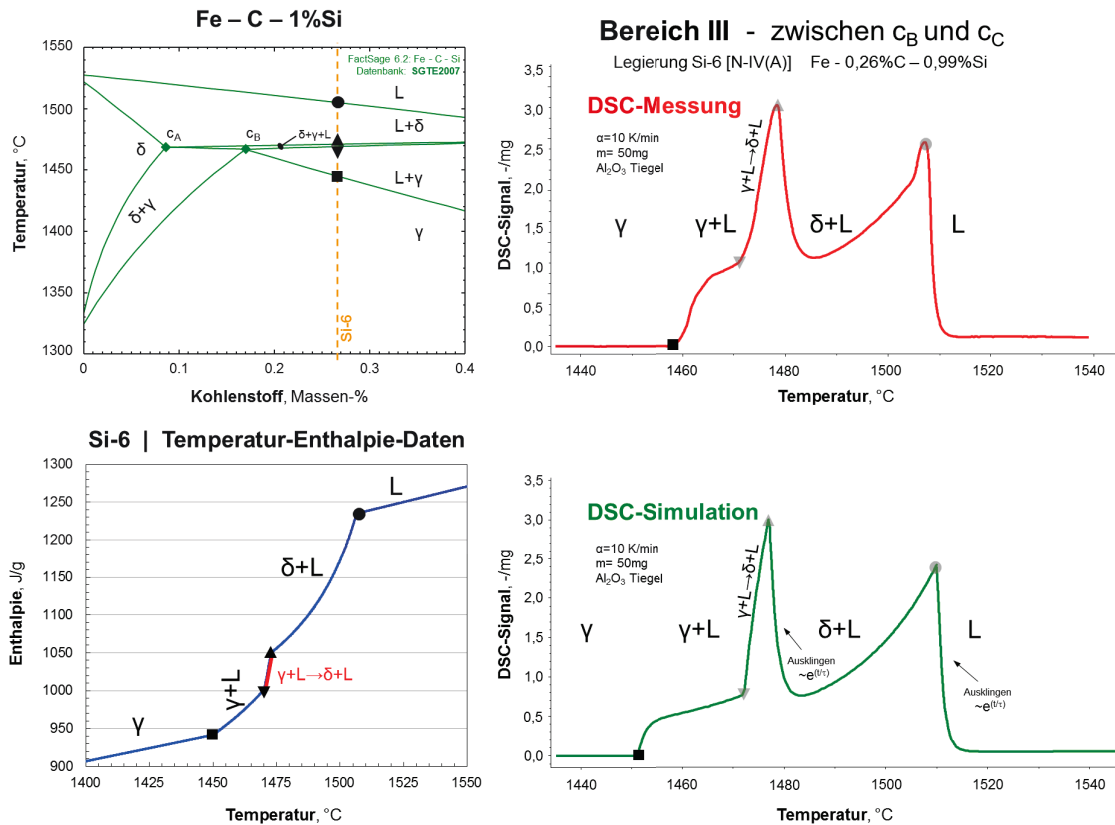 Fe – C – 1%Si
FactSage 6.2: Fe - C - Si
Datenbank: SGTE2007
1550
1500
1450
1400
1350
1300
0
0.1
0.2
0.3
0.4
Temperatur, °C
Kohlenstoff, Massen-%
L
L+δ
δ+γ+L
c_A
c_B
δ
δ+γ
L+γ
γ
Si-6
Bereich III - zwischen c_B und c_C
Legierung Si-6 [N-IV(A)] Fe - 0,26%C – 0,99%Si
DSC-Messung
α=10 K/min
m= 50mg
Al₂O₃ Tiegel
DSC-Signal, -/mg
3,5
3,0
2,5
2,0
1,5
1,0
0,5
0,0
γ
γ+L
γ+L→δ+L
δ+L
L
1440
1460
1480
1500
1520
1540
Temperatur, °C
Si-6 | Temperatur-Enthalpie-Daten
Enthalpie, J/g
1300
1250
1200
1150
1100
1050
1000
950
900
L
δ+L
γ+L→δ+L
γ+L
γ
1400
1425
1450
1475
1500
1525
1550
Temperatur, °C
DSC-Simulation
α=10 K/min
m= 50mg
Al₂O₃ Tiegel
DSC-Signal, -/mg
3,5
3,0
2,5
2,0
1,5
1,0
0,5
0,0
γ
γ+L
γ+L→δ+L
δ+L
L
Ausklingen
~e^(t/τ)
Ausklingen
~e^(t/τ)
1440
1460
1480
1500
1520
1540
Temperatur, °C